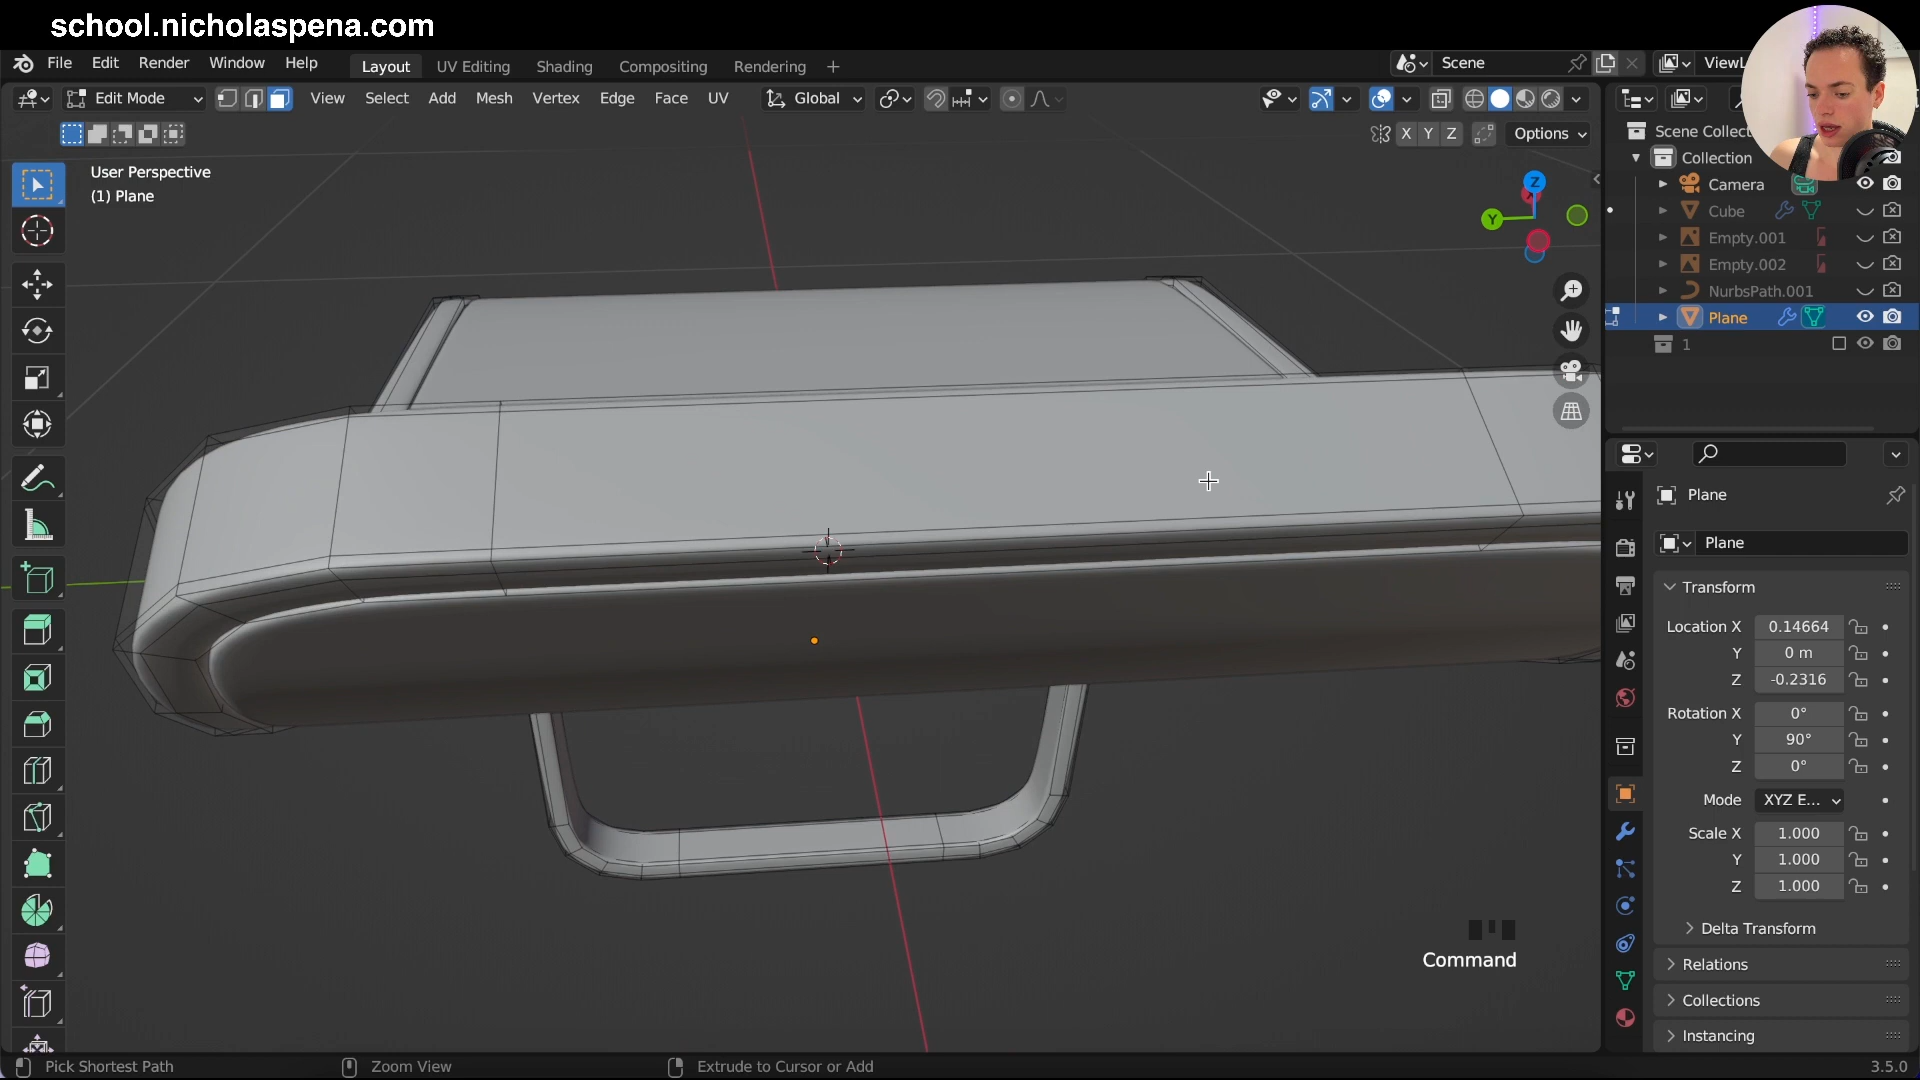 school.nicholaspena.com
File Edit Render Window Help Layout UV Editing Shading Compositing Rendering + Scene ViewL
Edit Mode View Select Add Mesh Vertex Edge Face UV Global
X Y Z Options
User Perspective
(1) Plane
Z
Y
Scene Collect
Collection
Camera
Cube
Empty.001
Empty.002
NurbsPath.001
Plane
1
Plane
Plane
Transform
Location X 0.14664
Y 0 m
Z -0.2316
Rotation X 0°
Y 90°
Z 0°
Mode XYZ E...
Scale X 1.000
Y 1.000
Z 1.000
Delta Transform
Relations
Collections
Instancing
Command
Pick Shortest Path Zoom View Extrude to Cursor or Add 3.5.0